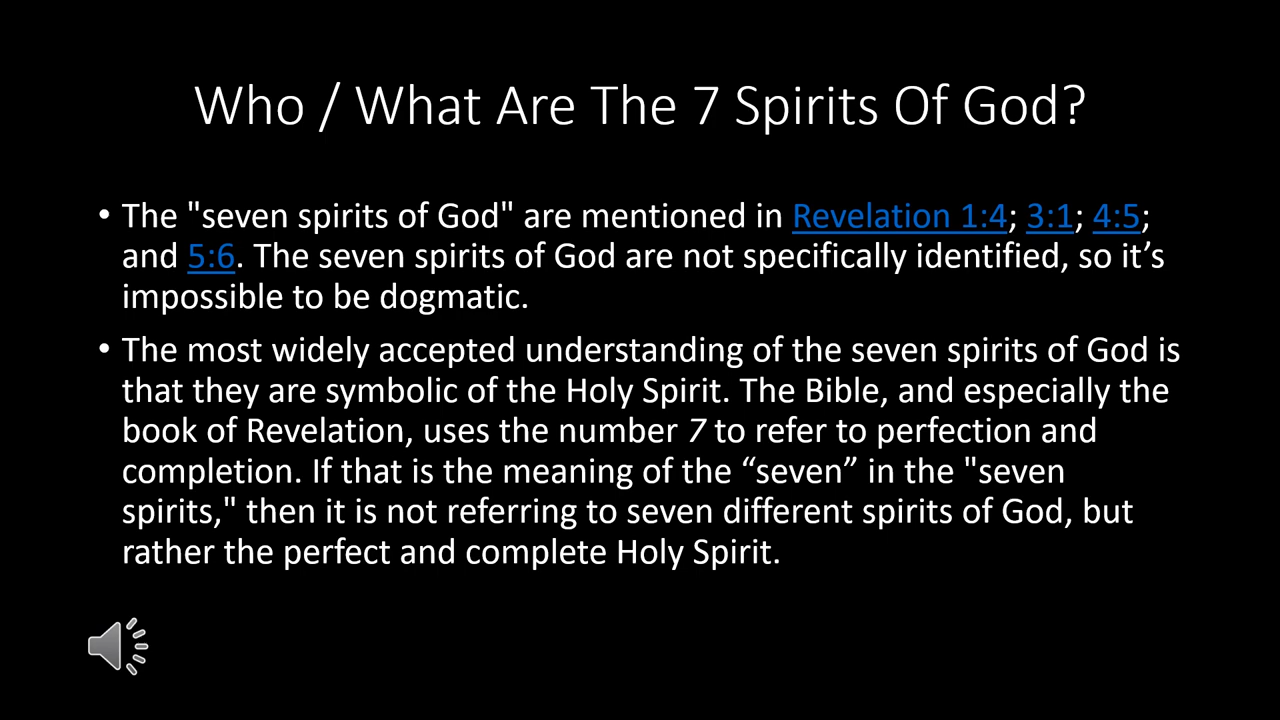 Who / What Are The 7 Spirits Of God?
• The "seven spirits of God" are mentioned in Revelation 1:4; 3:1; 4:5;
and 5:6. The seven spirits of God are not specifically identified, so it’s
impossible to be dogmatic.
• The most widely accepted understanding of the seven spirits of God is
that they are symbolic of the Holy Spirit. The Bible, and especially the
book of Revelation, uses the number 7 to refer to perfection and
completion. If that is the meaning of the “seven” in the "seven
spirits," then it is not referring to seven different spirits of God, but
rather the perfect and complete Holy Spirit.